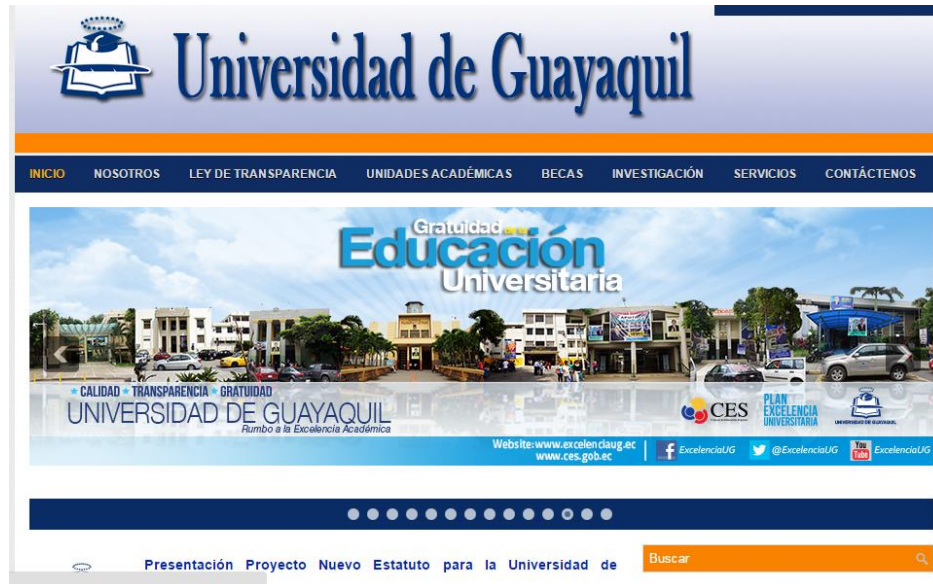 Universidad de Guayaquil
INICIO NOSOTROS LEY DE TRANSPARENCIA UNIDADES ACADÉMICAS BECAS INVESTIGACIÓN SERVICIOS CONTÁCTENOS
Gratuidad en la
Educación
Universitaria
CALIDAD TRANSPARENCIA GRATUIDAD
UNIVERSIDAD DE GUAYAQUIL
Rumbo a la Excelencia Académica
CES
PLAN
EXCELENCIA
UNIVERSITARIA
UNIVERSIDAD DE GUAYAQUIL
Website: www.excelenciaug.ec
www.ces.gob.ec
ExcelenciaUG @ExcelenciaUG You Tube ExcelenciaUG
Presentación Proyecto Nuevo Estatuto para la Universidad de
Buscar